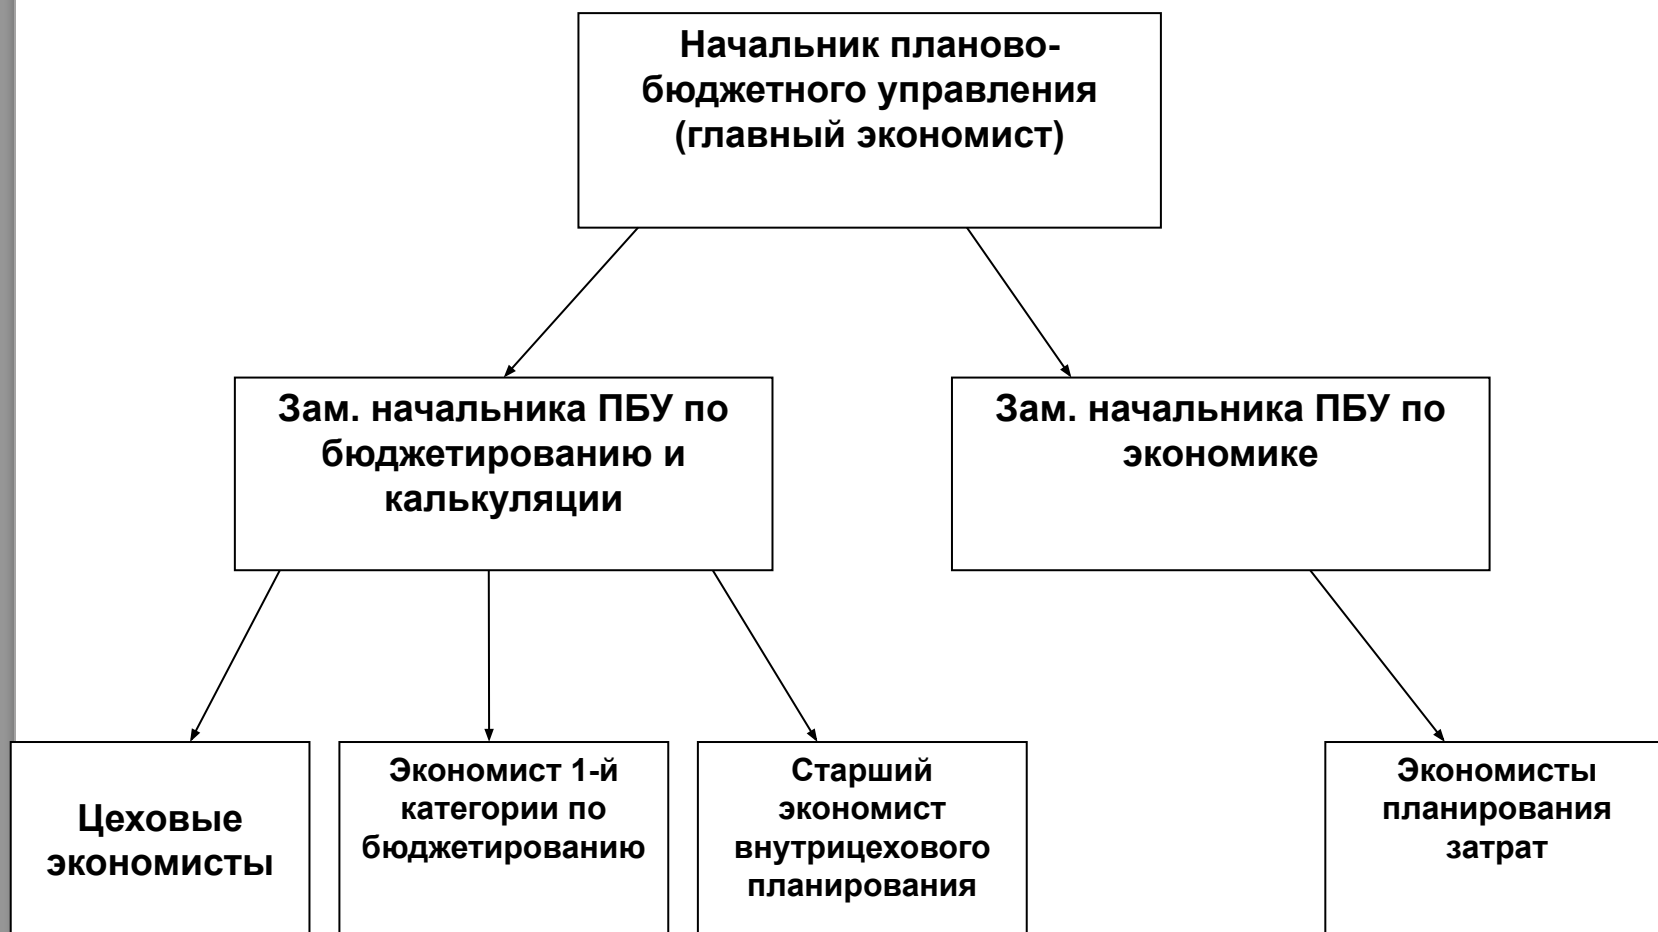 Начальник планово-
бюджетного управления
(главный экономист)
Зам. начальника ПБУ по
бюджетированию и
калькуляции
Зам. начальника ПБУ по
экономике
Цеховые
экономисты
Экономист 1-й
категории по
бюджетированию
Старший
экономист
внутрицехового
планирования
Экономисты
планирования
затрат